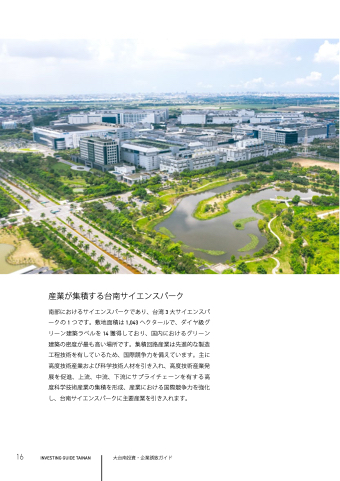 産業が集積する台南サイエンスパーク
南部におけるサイエンスパークであり、台湾 3 大サイエンスパ
ークの 1 つです。敷地面積は 1,043 ヘクタールで、ダイヤ級グ
リーン建築ラベルを 14 獲得しており、国内におけるグリーン
建築の密度が最も高い場所です。集積回路産業は先進的な製造
工程技術を有しているため、国際競争力を備えています。主に
高度技術産業および科学技術人材を引き入れ、高度技術産業発
展を促進、上流、中流、下流にサプライチェーンを有する高
度科学技術産業の集積を形成、産業における国際競争力を強化
し、台南サイエンスパークに主要産業を引き入れます。
16 INVESTING GUIDE TAINAN 大台南投資・企業誘致ガイド